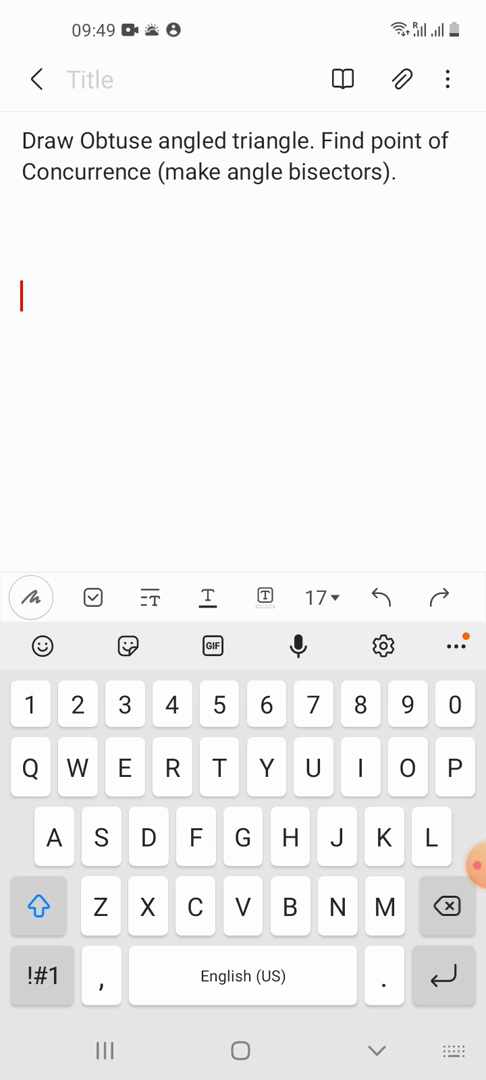 09:49
R
Title
Draw Obtuse angled triangle. Find point of
Concurrence (make angle bisectors).
T T T 17
GIF
1 2 3 4 5 6 7 8 9 0
Q W E R T Y U I O P
A S D F G H J K L
Z X C V B N M
!#1 , English (US) .